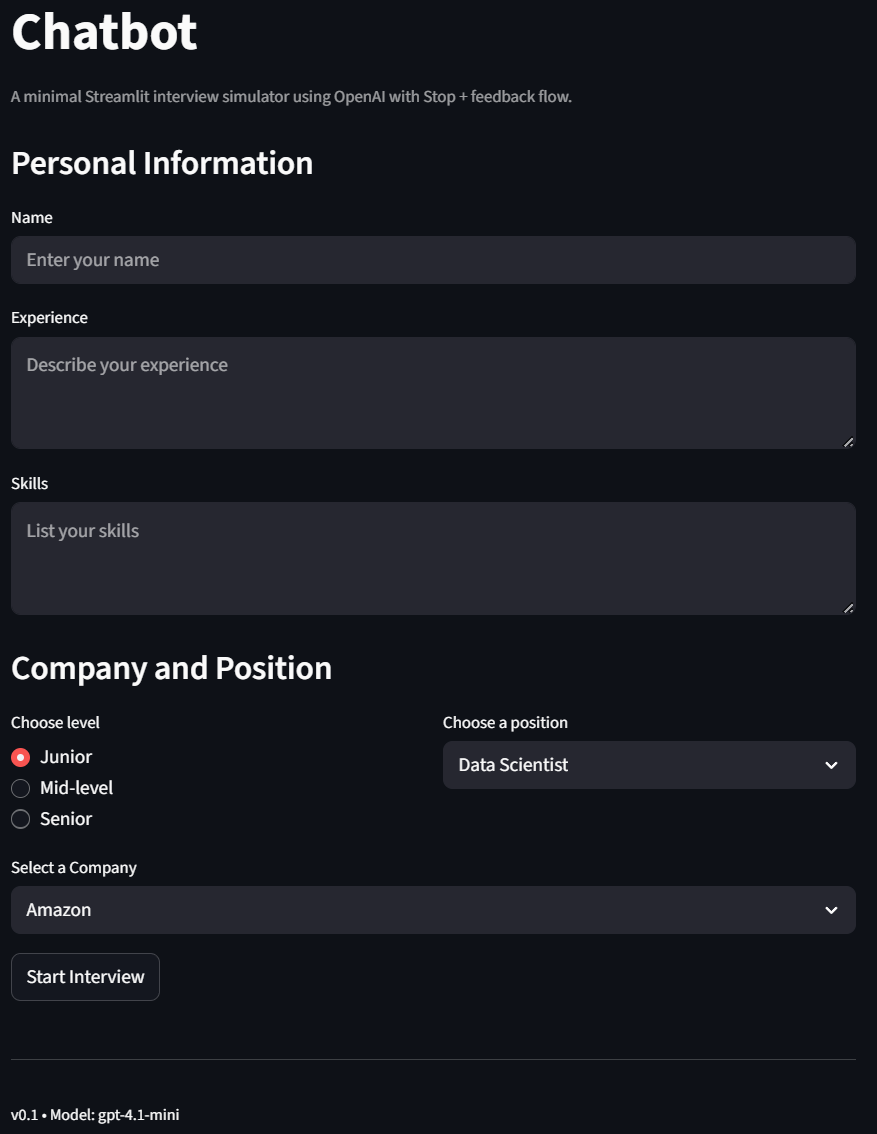 Chatbot
A minimal Streamlit interview simulator using OpenAI with Stop + feedback flow.
Personal Information
Name
Enter your name
Experience
Describe your experience
Skills
List your skills
Company and Position
Choose level
Junior
Mid-level
Senior
Choose a position
Data Scientist
Select a Company
Amazon
Start Interview
v0.1 • Model: gpt-4.1-mini